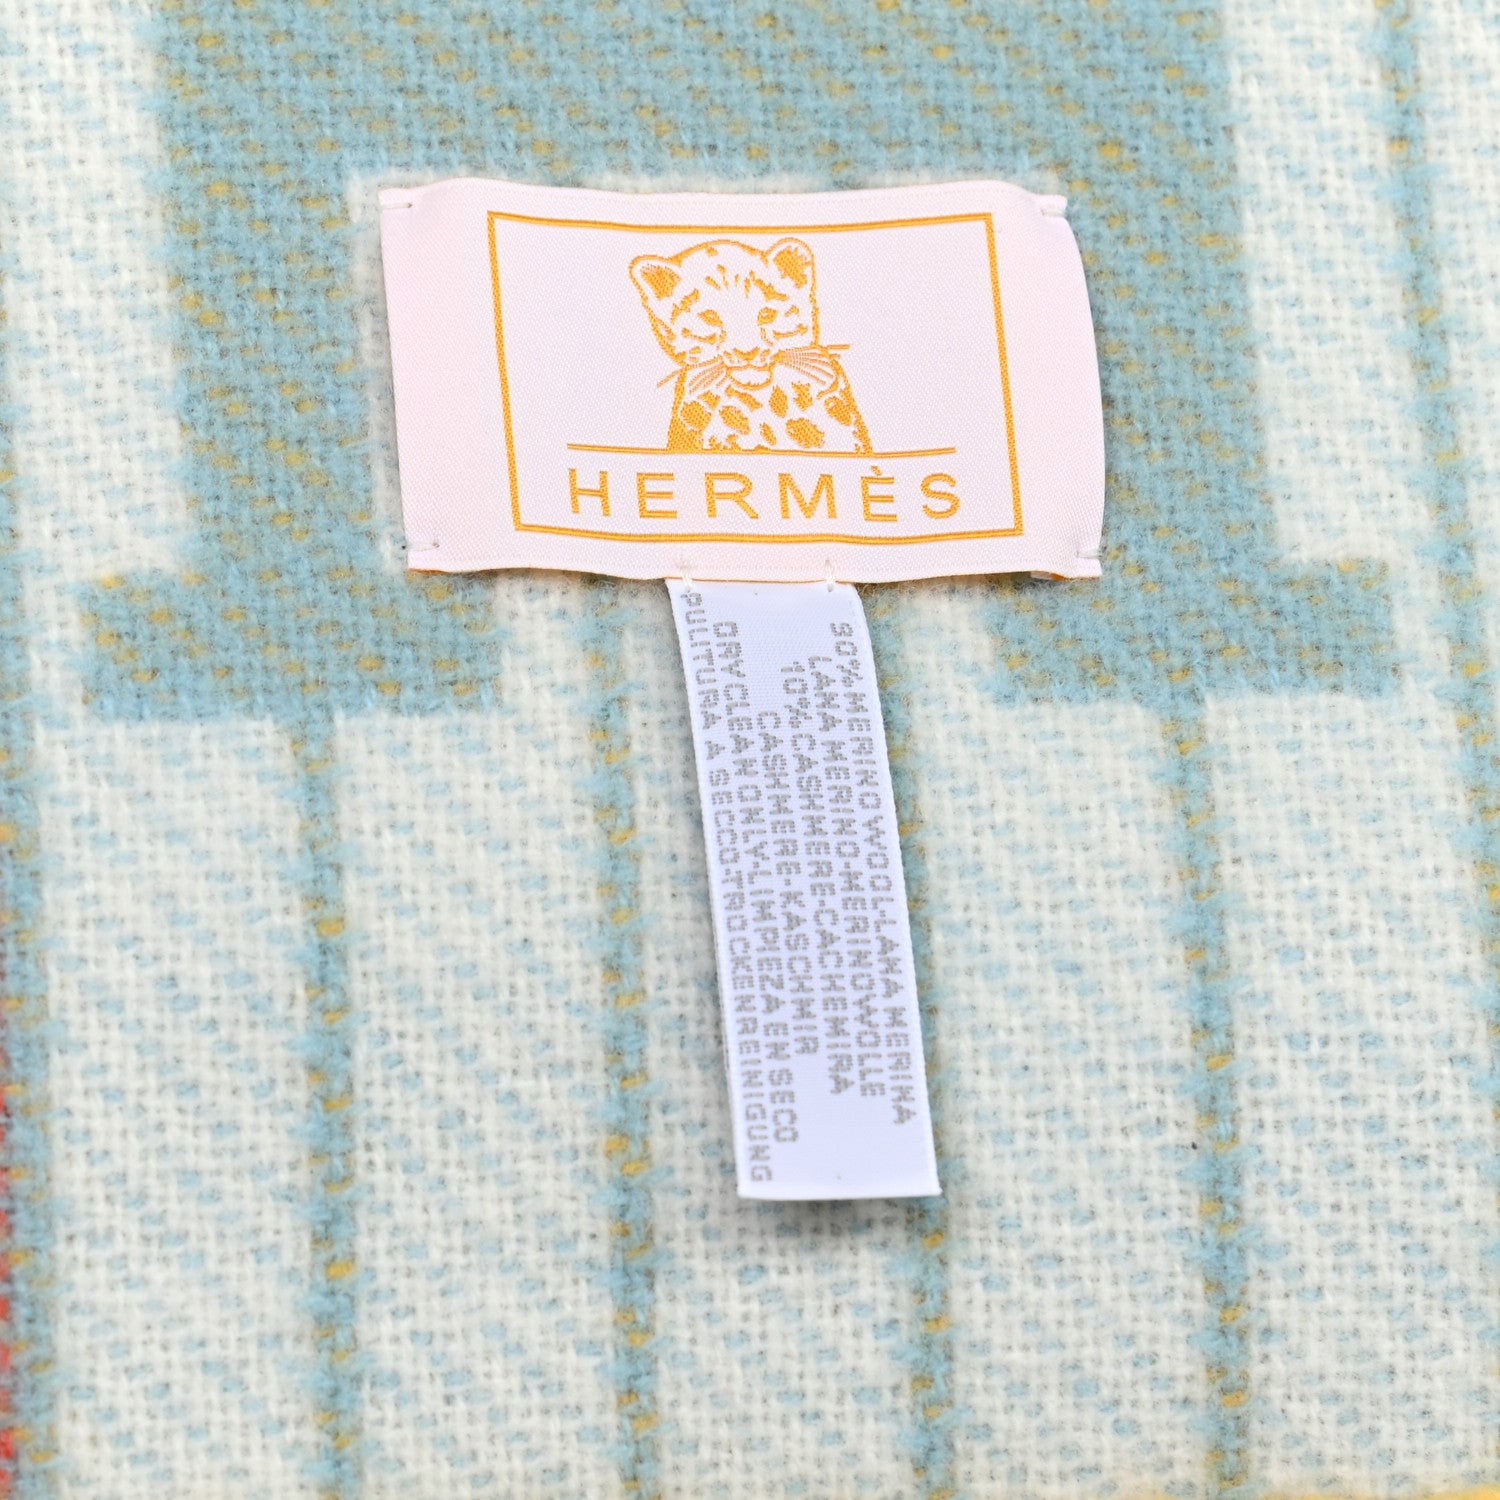 HERMÈS
90% MERINO WOOL-LANA MERINA
LANA MERINO-MERINOWOLLE
10% CASHMERE-CACHEMIRA
CASHMERE-KASCHMIR
DRY CLEAN ONLY-LIMPIEZA EN SECO
PULITURA A SECCO-TROCKENREINIGUNG